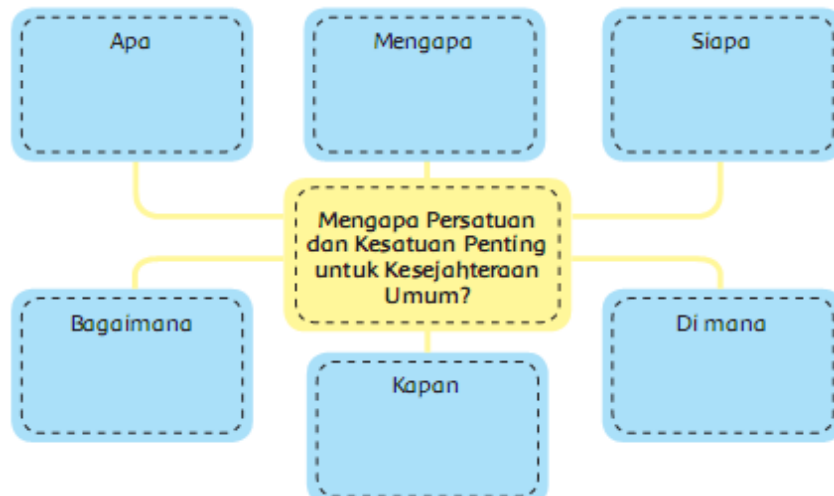 Apa
Mengapa
Siapa
Mengapa Persatuan
dan Kesatuan Penting
untuk Kesejahteraan
Umum?
Bagaimana
Kapan
Di mana